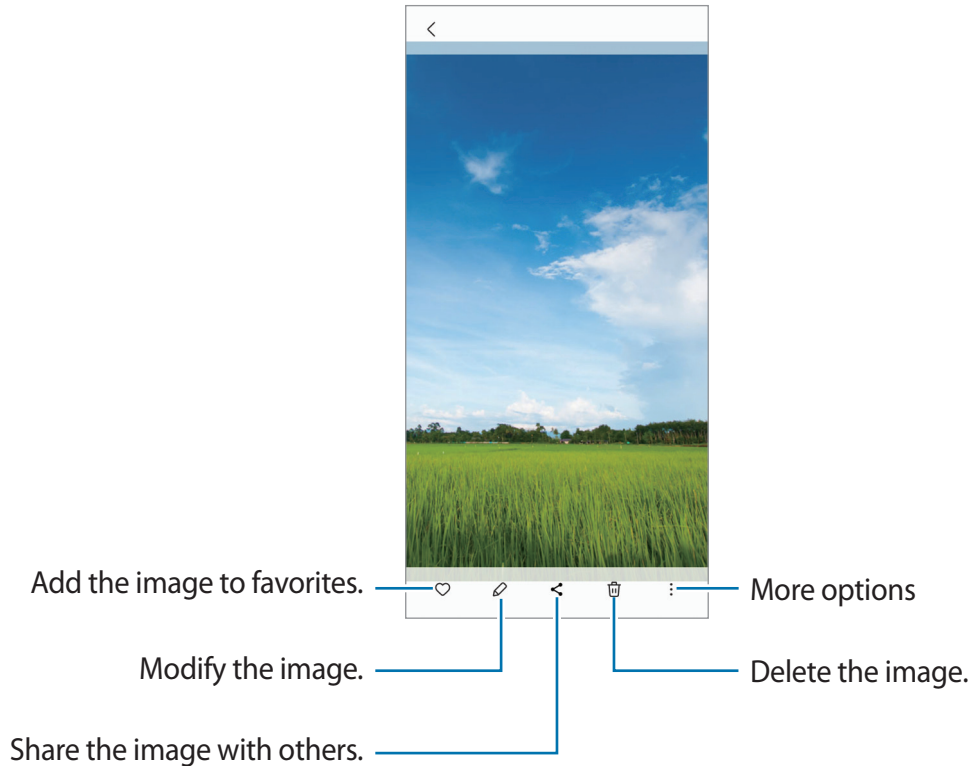 Add the image to favorites.
More options
Modify the image.
Delete the image.
Share the image with others.